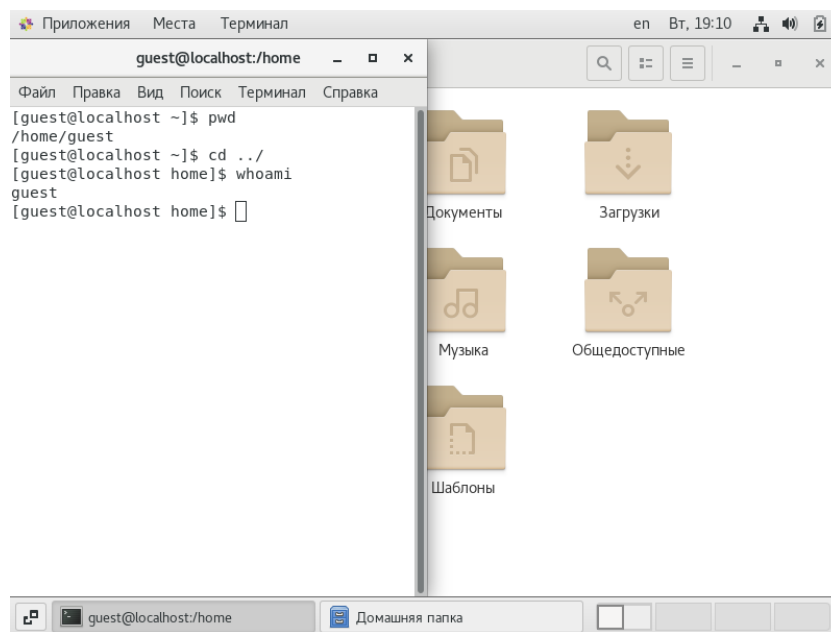 Приложения Места Терминал en Вт, 19:10
guest@localhost:/home
Файл Правка Вид Поиск Терминал Справка
[guest@localhost ~]$ pwd
/home/guest
[guest@localhost ~]$ cd ../
[guest@localhost home]$ whoami
guest
[guest@localhost home]$
Документы Загрузки
Музыка Общедоступные
Шаблоны
guest@localhost:/home Домашняя папка